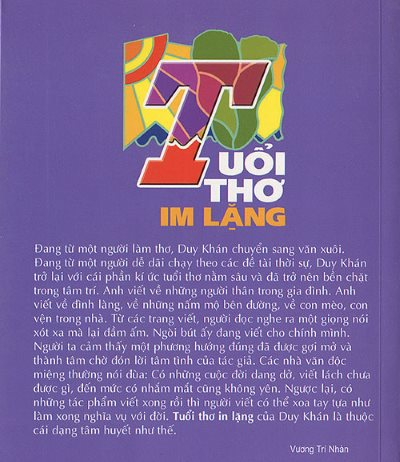 TUỔI
THƠ
IM LẶNG
Đang từ một người làm thơ, Duy Khán chuyển sang văn xuôi.
Đang từ một người dễ dãi chạy theo các đề tài thời sự, Duy Khán
trở lại với cái phần kí ức tuổi thơ nằm sâu và đã trở nên bền chặt
trong tâm trí. Anh viết về những người thân trong gia đình. Anh
viết về đình làng, về những nấm mộ bên đường, về con mèo, con
vện trong nhà. Từ các trang viết, người đọc nghe ra một giọng nói
xót xa mà lại đầm ấm. Ngòi bút ấy đang viết cho chính mình.
Người ta cảm thấy một phương hướng đúng đã được gợi mở và
thành tâm chờ đón lời tâm tình của tác giả. Các nhà văn độc
miệng thường nói đùa: Có những cuộc đời dang dở, viết lách chưa
được gì, đến mức có nhắm mắt cũng không yên. Ngược lại, có
những tác phẩm viết xong rồi thì người viết có thể xoa tay tựa như
làm xong nghĩa vụ với đời. Tuổi thơ in lặng của Duy Khán là thuộc
cái dạng tâm huyết như thế.
Vương Trí Nhàn